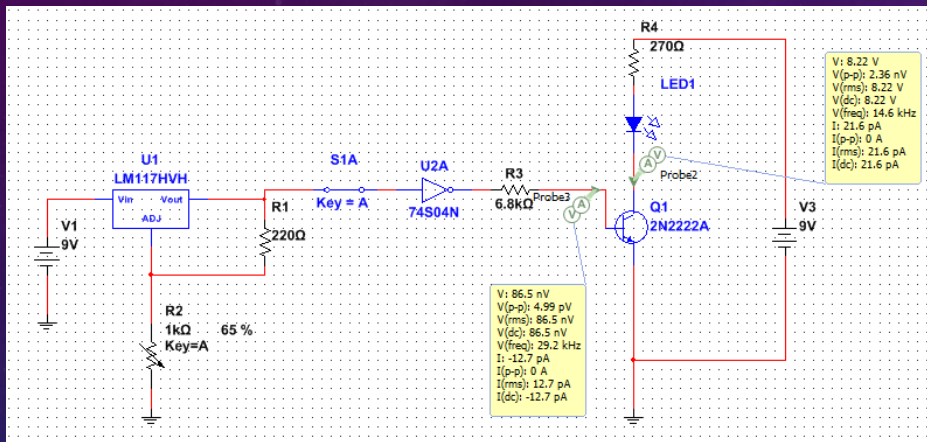 R4
270Ω
LED1
V: 8.22 V
V(p-p): 2.36 nV
V(rms): 8.22 V
V(dc): 8.22 V
V(freq): 14.6 kHz
I: 21.6 pA
I(p-p): 0 A
I(rms): 21.6 pA
I(dc): 21.6 pA
Probe2
U1
LM117HVH
Vin
Vout
ADJ
V1
9V
R1
220Ω
S1A
Key = A
U2A
74S04N
R3
6.8kΩ
Probe3
V
A
A
V
Q1
2N2222A
V3
9V
R2
1kΩ 65 %
Key=A
V: 86.5 nV
V(p-p): 4.99 pV
V(rms): 86.5 nV
V(dc): 86.5 nV
V(freq): 29.2 kHz
I: -12.7 pA
I(p-p): 0 A
I(rms): 12.7 pA
I(dc): -12.7 pA